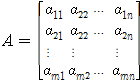 A = [ a₁₁ a₂₂ ... a₁ₙ
a₂₁ a₂₂ ... a₂ₙ
⋮ ⋮ ⋮
aₘ₁ aₘ₂ ... aₘₙ ]